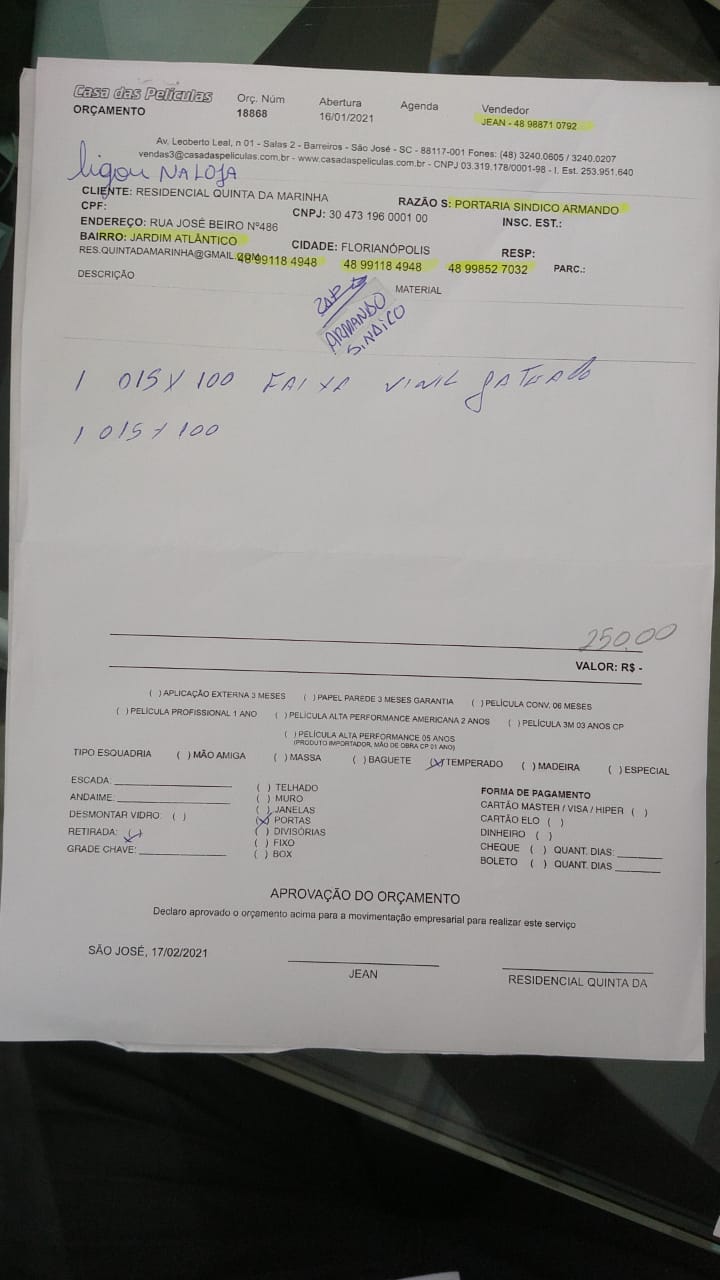 Casa das Películas
ORÇAMENTO
Orç. Núm
18868
Abertura
16/01/2021
Agenda
Vendedor
JEAN - 48 98871 0792
Av. Leoberto Leal, n 01 - Salas 2 - Barreiros - São José - SC - 88117-001 Fones: (48) 3240.0605 / 3240.0207
vendas3@casadaspeliculas.com.br - www.casadaspeliculas.com.br - CNPJ 03.319.178/0001-98 - I. Est. 253.951.640
ligou NA LOJA
CLIENTE: RESIDENCIAL QUINTA DA MARINHA
RAZÃO S: PORTARIA SINDICO ARMANDO
CPF:
CNPJ: 30 473 196 0001 00
INSC. EST.:
ENDEREÇO: RUA JOSÉ BEIRO Nº486
BAIRRO: JARDIM ATLÂNTICO
CIDADE: FLORIANÓPOLIS
RESP:
RES.QUINTADAMARINHA@GMAIL.COM
48 99118 4948
48 99118 4948
48 99852 7032
PARC.:
DESCRIÇÃO
MATERIAL
ZAP
ARMANDO
SINDICO
1 015 X 100 FAIXA VINIL JATEADO
1 015 X 100
250,00
VALOR: R$ -
( ) APLICAÇÃO EXTERNA 3 MESES ( ) PAPEL PAREDE 3 MESES GARANTIA ( ) PELÍCULA CONV. 06 MESES
( ) PELÍCULA PROFISSIONAL 1 ANO ( ) PELÍCULA ALTA PERFORMANCE AMERICANA 2 ANOS ( ) PELÍCULA 3M 03 ANOS CP
( ) PELÍCULA ALTA PERFORMANCE 05 ANOS
(PRODUTO IMPORTADOR, MÃO DE OBRA CP 01 ANO)
TIPO ESQUADRIA ( ) MÃO AMIGA ( ) MASSA ( ) BAGUETE (X) TEMPERADO ( ) MADEIRA ( ) ESPECIAL
ESCADA:
ANDAIME:
DESMONTAR VIDRO: ( )
RETIRADA: (X)
GRADE CHAVE:
( ) TELHADO
( ) MURO
( ) JANELAS
(X) PORTAS
( ) DIVISÓRIAS
( ) FIXO
( ) BOX
FORMA DE PAGAMENTO
CARTÃO MASTER / VISA / HIPER ( )
CARTÃO ELO ( )
DINHEIRO ( )
CHEQUE ( ) QUANT. DIAS:
BOLETO ( ) QUANT. DIAS
APROVAÇÃO DO ORÇAMENTO
Declaro aprovado o orçamento acima para a movimentação empresarial para realizar este serviço
SÃO JOSÉ, 17/02/2021
JEAN
RESIDENCIAL QUINTA DA